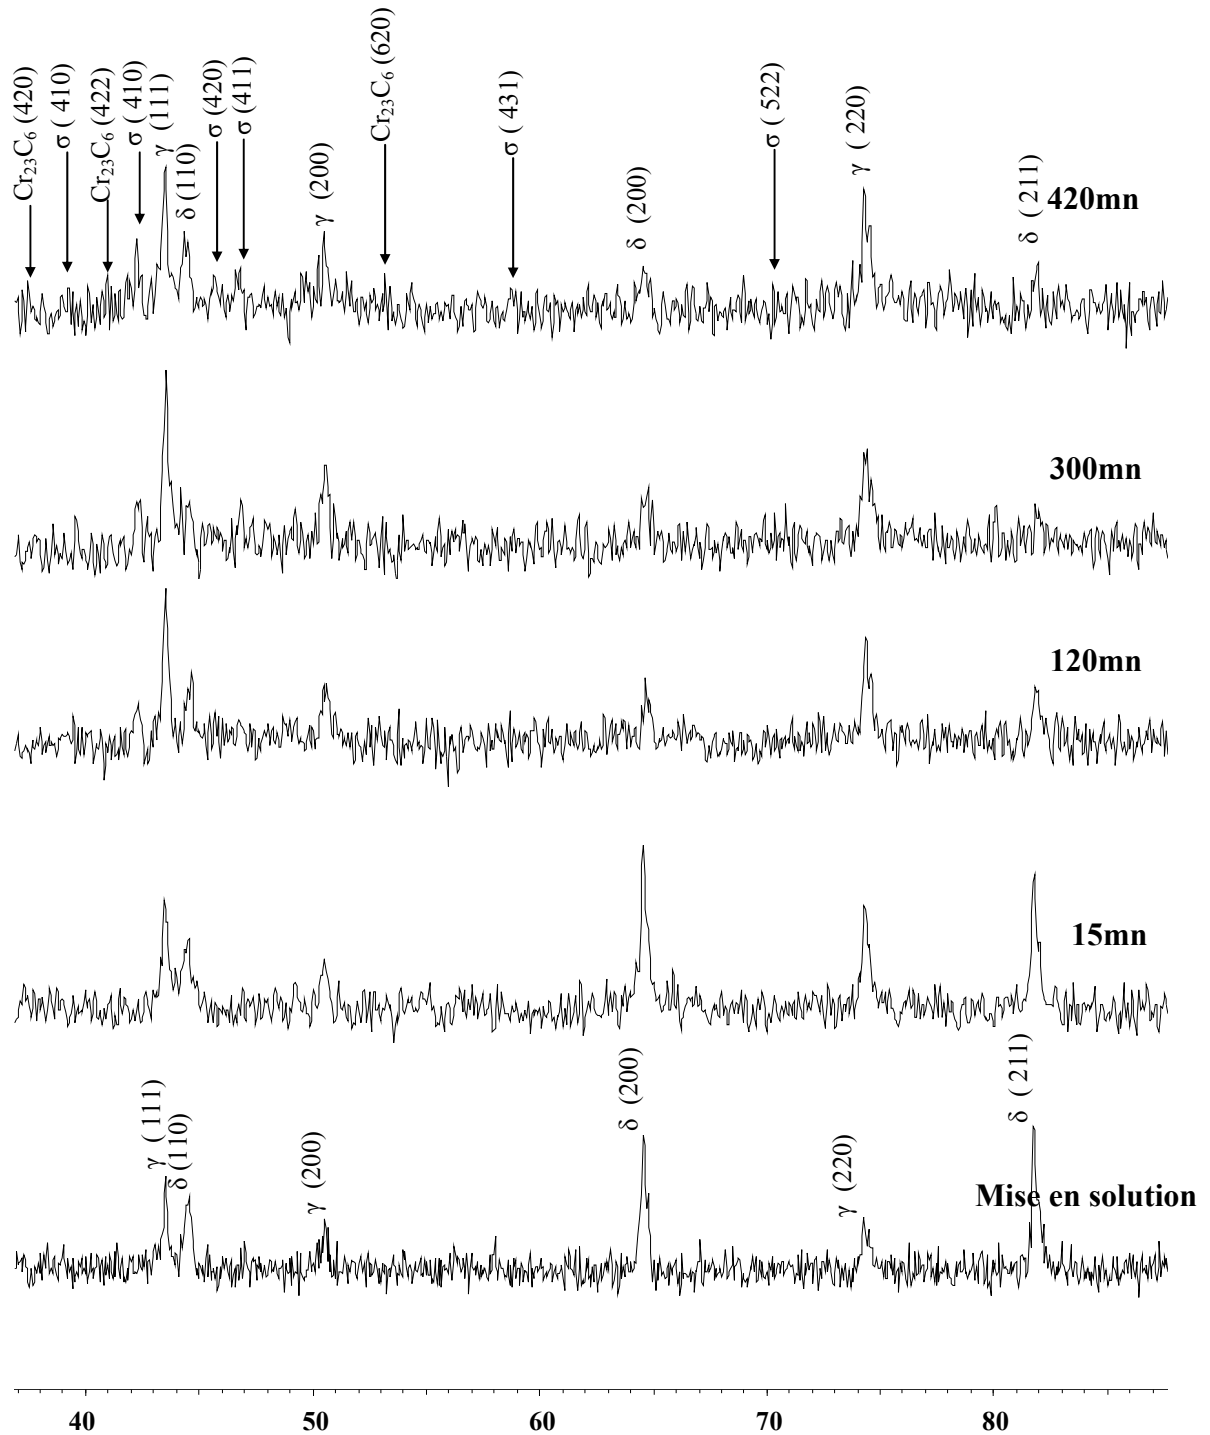 Cr₂₃C₆ (420)
σ ( 410)
Cr₂₃C₆ (422)
σ ( 410)
γ (111)
δ (110)
σ (420)
σ (411)
γ (200)
Cr₂₃C₆ (620)
σ ( 431)
δ (200)
σ ( 522)
γ ( 220)
δ ( 211)
420mn
300mn
120mn
15mn
γ ( 111)
δ (110)
γ (200)
δ (200)
γ (220)
δ ( 211)
Mise en solution
40 50 60 70 80